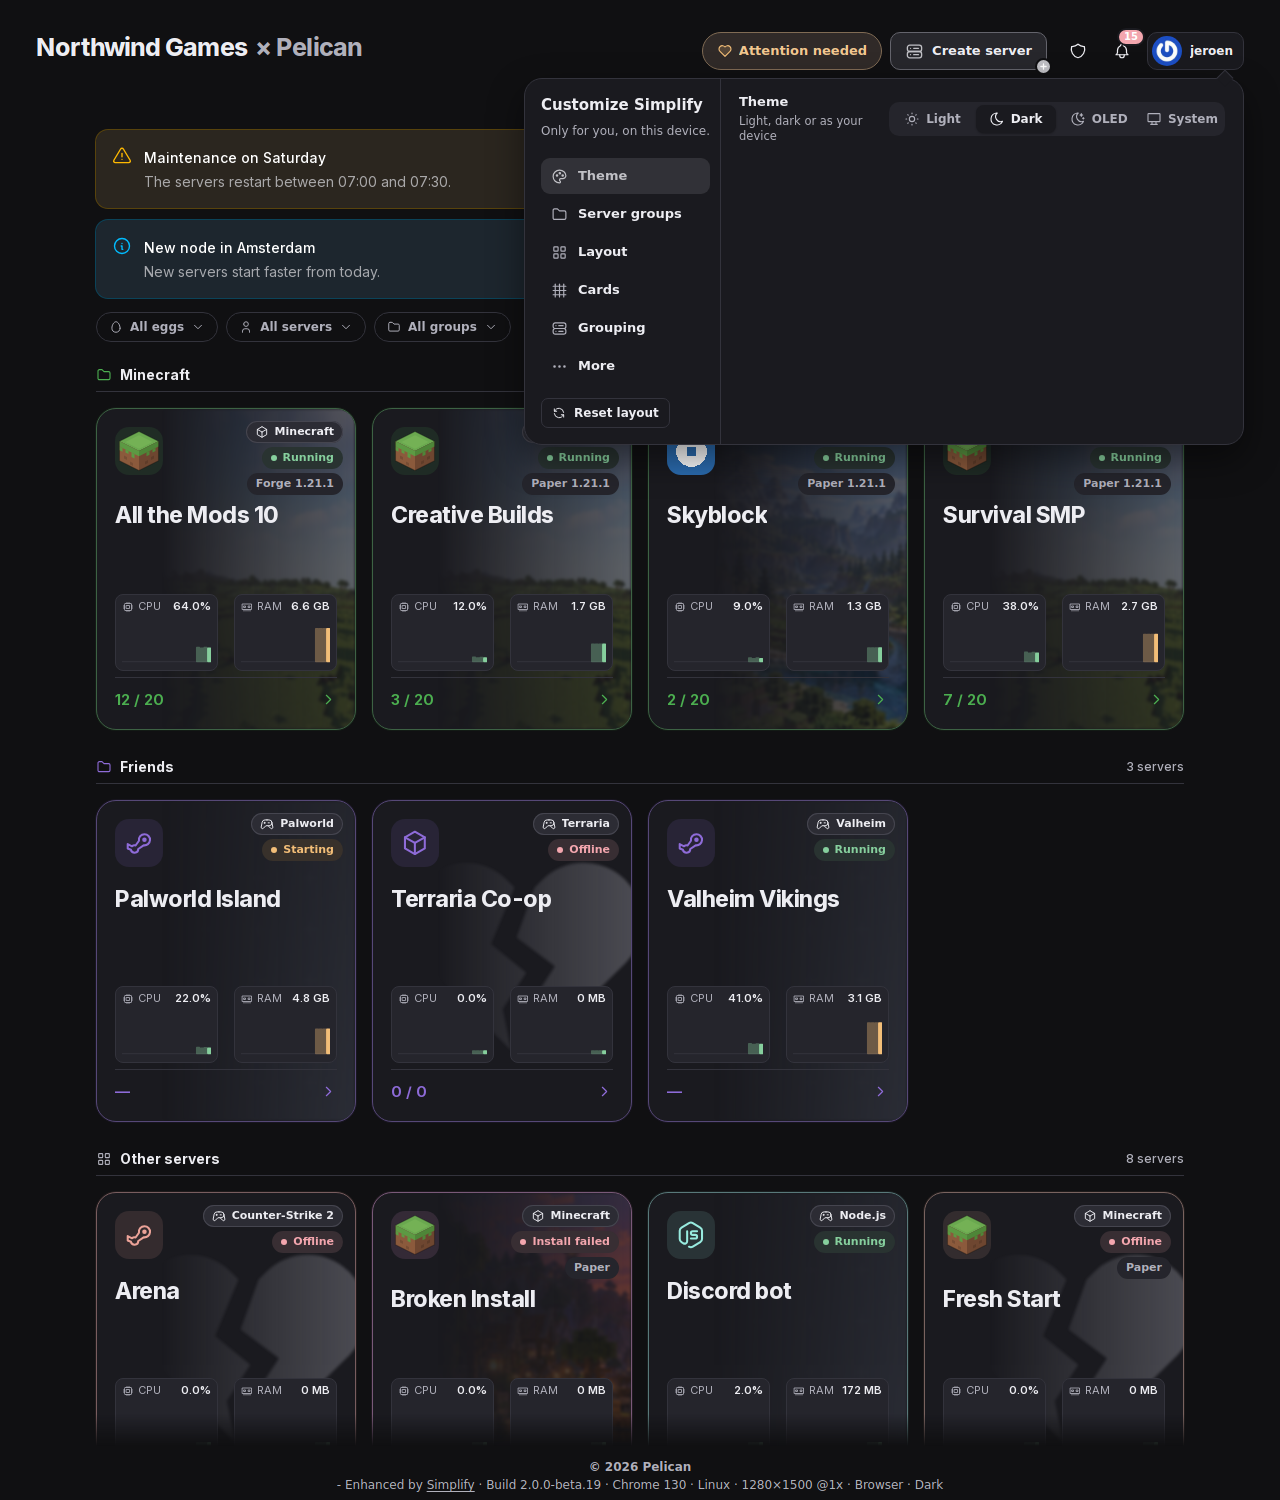 Northwind Games × Pelican
Attention needed
Create server
15
jeroen
Customize Simplify
Only for you, on this device.
Theme
Server groups
Layout
Cards
Grouping
More
Reset layout
Theme
Light, dark or as your
device
Light
Dark
OLED
System
Maintenance on Saturday
The servers restart between 07:00 and 07:30.
New node in Amsterdam
New servers start faster from today.
All eggs
All servers
All groups
Minecraft
Minecraft
Running
Forge 1.21.1
All the Mods 10
CPU 64.0%
RAM 6.6 GB
12 / 20
Running
Paper 1.21.1
Creative Builds
CPU 12.0%
RAM 1.7 GB
3 / 20
Running
Paper 1.21.1
Skyblock
CPU 9.0%
RAM 1.3 GB
2 / 20
Running
Paper 1.21.1
Survival SMP
CPU 38.0%
RAM 2.7 GB
7 / 20
Friends
3 servers
Palworld
Starting
Palworld Island
CPU 22.0%
RAM 4.8 GB
—
Terraria
Offline
Terraria Co-op
CPU 0.0%
RAM 0 MB
0 / 0
Valheim
Running
Valheim Vikings
CPU 41.0%
RAM 3.1 GB
—
Other servers
8 servers
Counter-Strike 2
Offline
Arena
CPU 0.0%
RAM 0 MB
Minecraft
Install failed
Paper
Broken Install
CPU 0.0%
RAM 0 MB
Node.js
Running
JS
Discord bot
CPU 2.0%
RAM 172 MB
Minecraft
Offline
Paper
Fresh Start
CPU 0.0%
RAM 0 MB
© 2026 Pelican
- Enhanced by Simplify · Build 2.0.0-beta.19 · Chrome 130 · Linux · 1280×1500 @1x · Browser · Dark